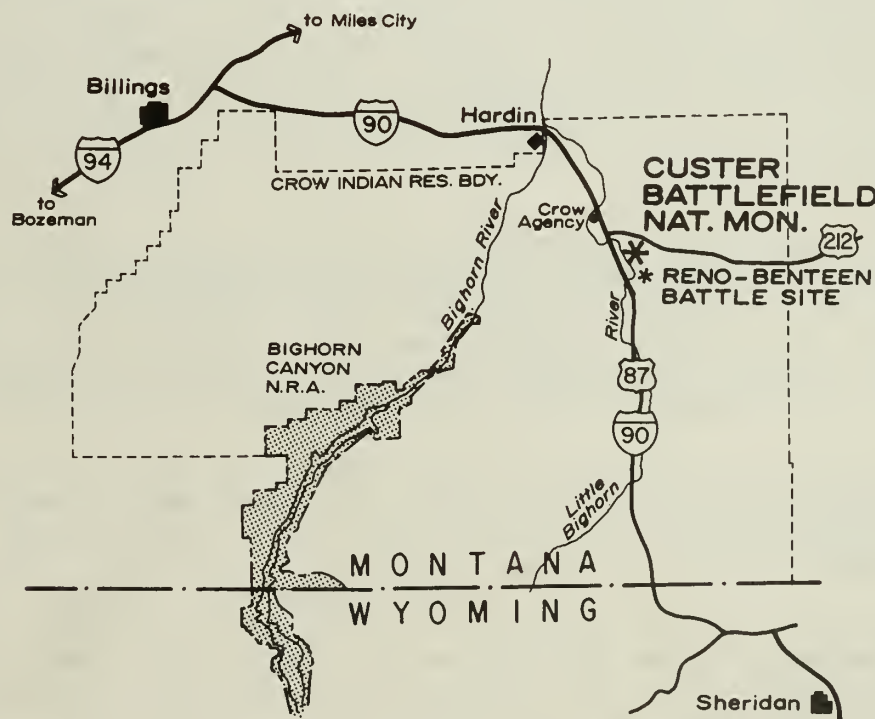 to Miles City
Billings
90
Hardin
94
to
Bozeman
CROW INDIAN RES. BDY.
CUSTER
BATTLEFIELD
NAT. MON.
Crow
Agency
212
* RENO-BENTEEN
BATTLE SITE
Bighorn River
River
BIGHORN
CANYON
N.R.A.
87
90
Little
Bighorn
MONTANA
WYOMING
Sheridan